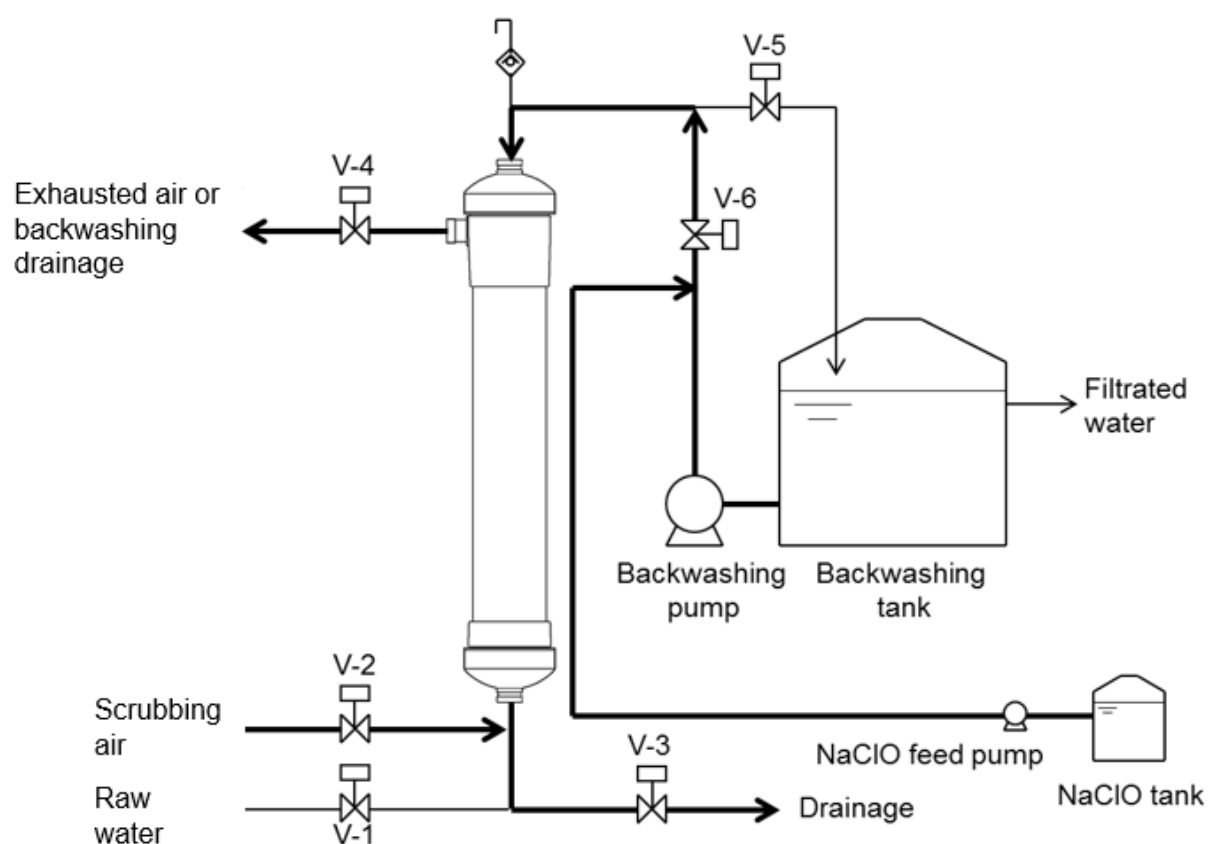 V-5
V-4
Exhausted air or
backwashing
drainage
V-6
Filtrated
water
Backwashing
pump
Backwashing
tank
V-2
Scrubbing
air
V-3
NaClO feed pump
NaClO tank
Raw
water
V-1
Drainage